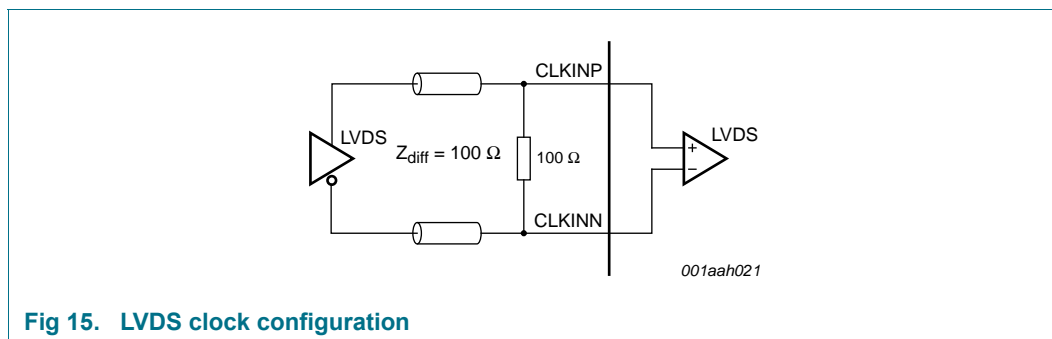 CLKINP
LVDS
Zdiff = 100 Ω
100 Ω
LVDS
+
−
CLKINN
001aah021
Fig 15. LVDS clock configuration